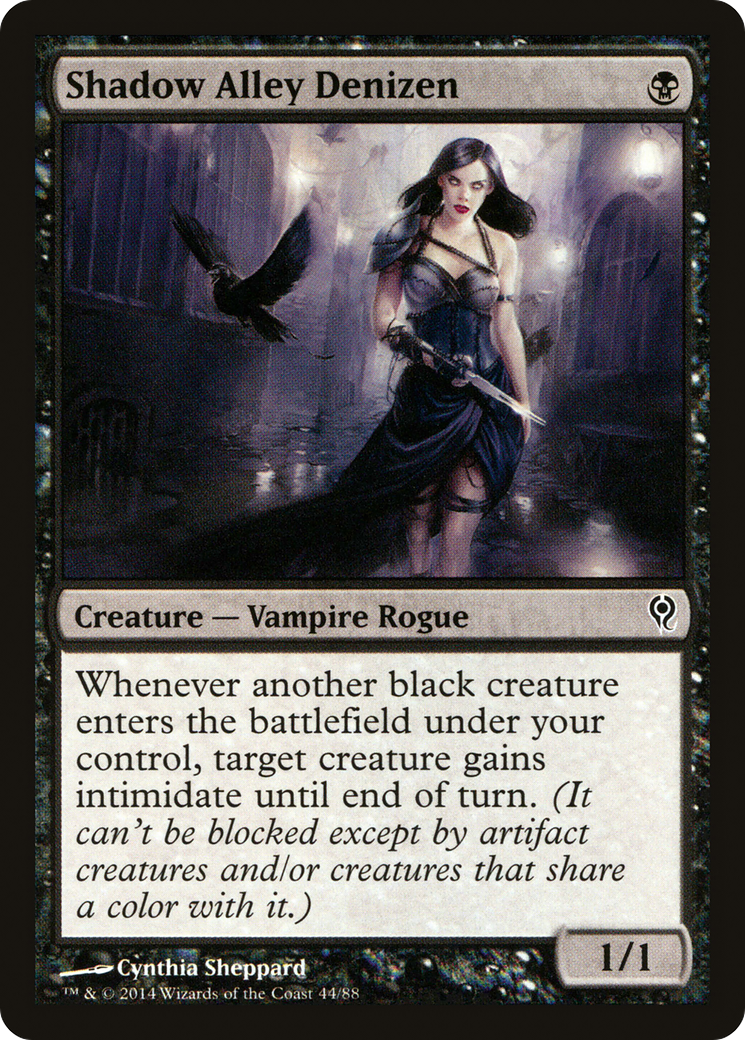 Shadow Alley Denizen
Creature — Vampire Rogue
Whenever another black creature
enters the battlefield under your
control, target creature gains
intimidate until end of turn. (It
can't be blocked except by artifact
creatures and/or creatures that share
a color with it.)
1/1
Cynthia Sheppard
™ & © 2014 Wizards of the Coast 44/88